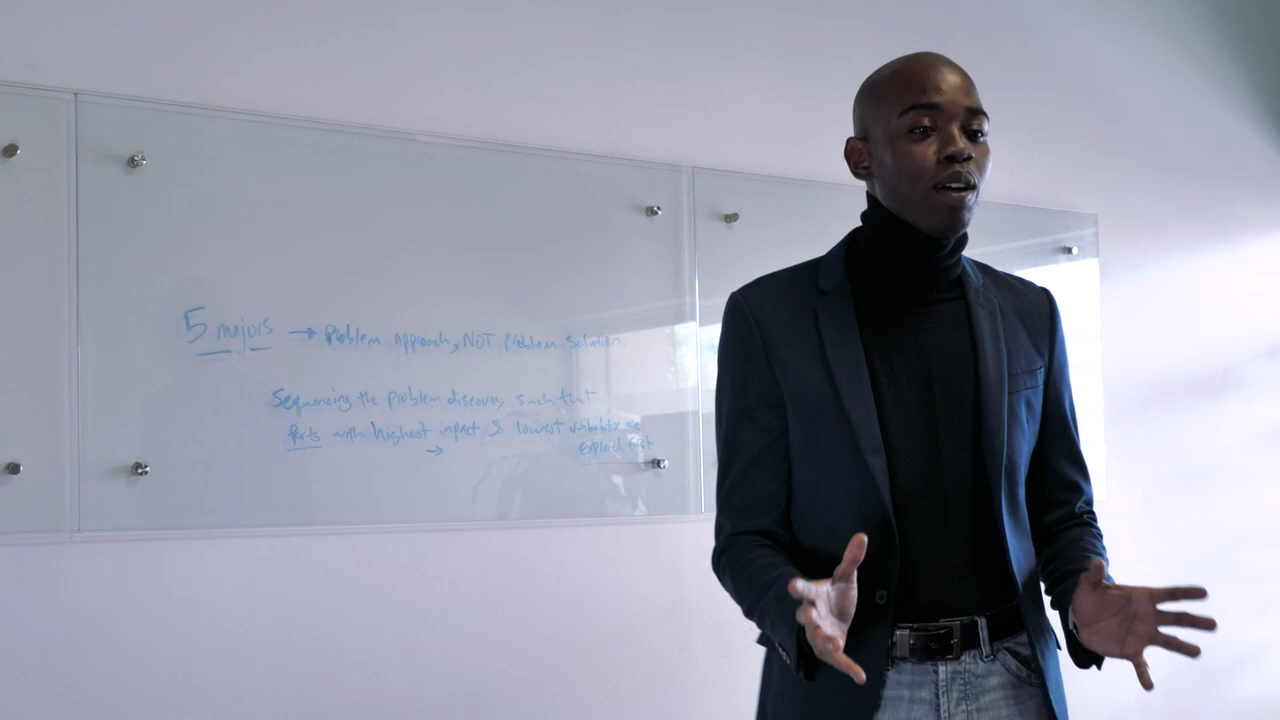 5 majors → Problem approach, NOT Problem solution.
Sequencing the problem discovery such that
parts with highest impact & lowest visibility are
explored first